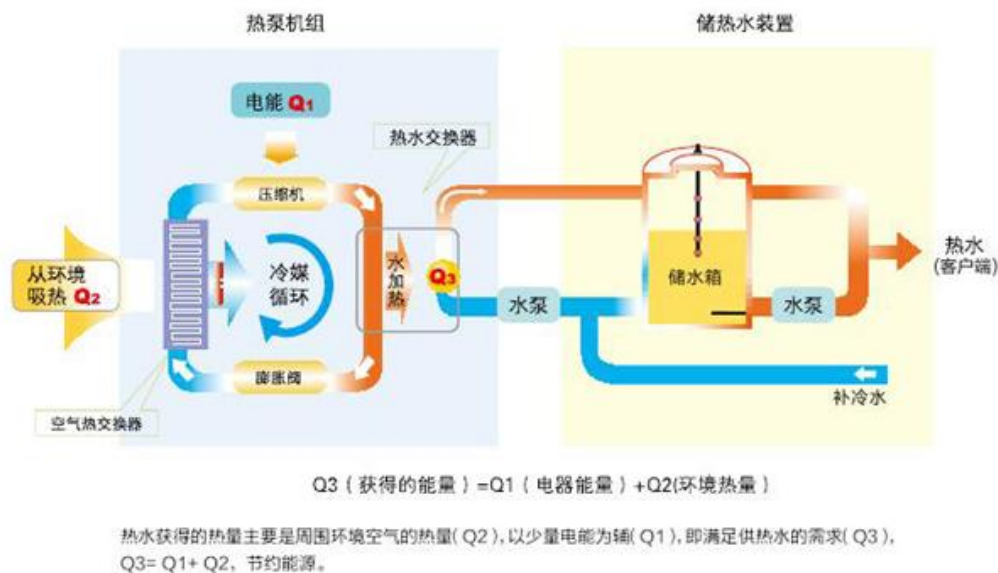 热泵机组
储热水装置
电能 Q1
热水交换器
压缩机
从环境
吸热 Q2
冷媒
循环
水加热
Q3
水泵
储水箱
水泵
热水
(客户端)
膨胀阀
补冷水
空气热交换器
Q3 ( 获得的能量 ) =Q1 ( 电器能量 ) +Q2(环境热量 )
热水获得的热量主要是周围环境空气的热量( Q2 ), 以少量电能为辅( Q1 ), 即满足供热水的需求( Q3 ),
Q3= Q1+ Q2, 节约能源。